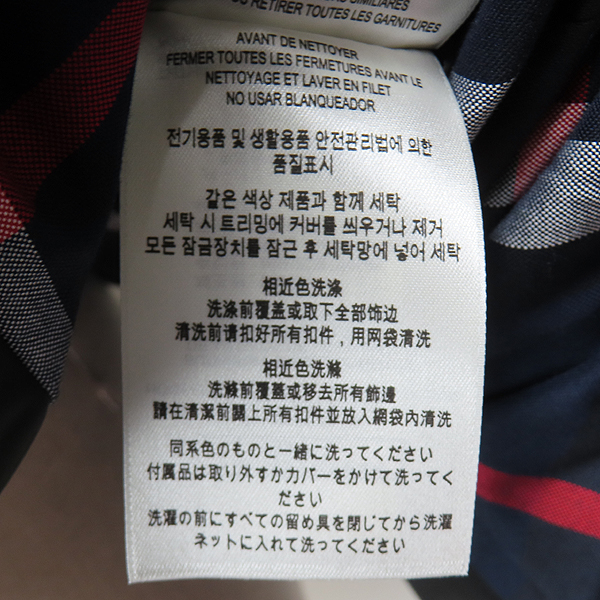 SIMILAIRES
OU RETIRER TOUTES LES GARNITURES
AVANT DE NETTOYER
FERMER TOUTES LES FERMETURES AVANT LE
NETTOYAGE ET LAVER EN FILET
NO USAR BLANQUEADOR
전기용품 및 생활용품 안전관리법에 의한
품질표시
같은 색상 제품과 함께 세탁
세탁 시 트리밍에 커버를 씌우거나 제거
모든 잠금장치를 잠근 후 세탁망에 넣어 세탁
相近色洗涤
洗涤前覆盖或取下全部饰边
清洗前请扣好所有扣件，用网袋清洗
相近色洗滌
洗滌前覆蓋或移去所有飾邊
請在清潔前關上所有扣件並放入網袋內清洗
同系色のものと一緒に洗ってください
付属品は取り外すかカバーをかけて洗ってく
ださい
洗濯の前にすべての留め具を閉じてから洗濯
ネットに入れて洗ってください